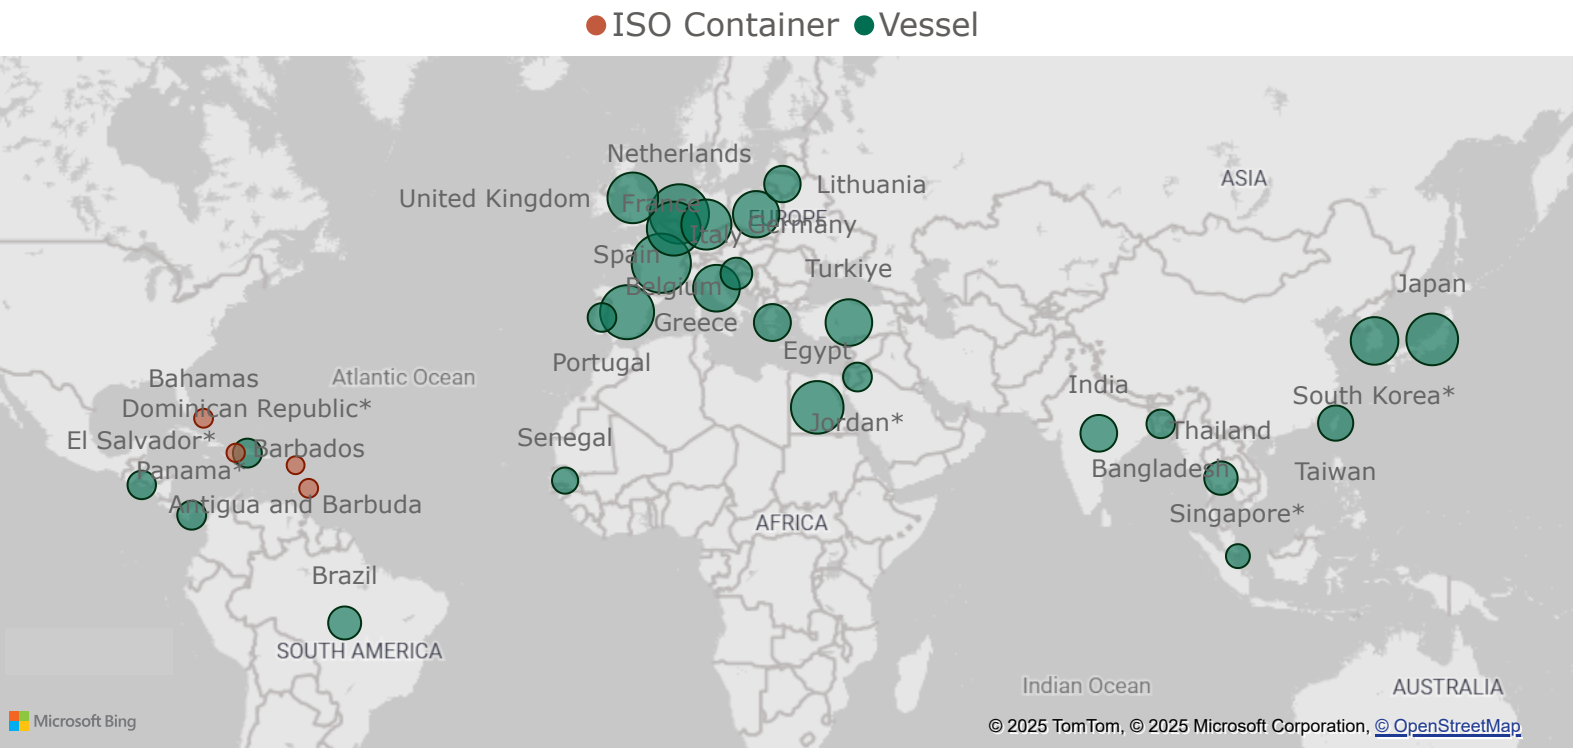 ISO Container Vessel
Netherlands
ASIA
Lithuania
United Kingdom
France
EUROPE
Germany
Italy
Spain
Turkiye
Belgium
Japan
Greece
Egypt
Portugal
Atlantic Ocean
Bahamas
India
South Korea*
Dominican Republic*
Jordan*
El Salvador*
Barbados
Senegal
Thailand
Panama*
Bangladesh
Taiwan
Antigua and Barbuda
Singapore*
AFRICA
Brazil
SOUTH AMERICA
Indian Ocean
AUSTRALIA
Microsoft Bing
© 2025 TomTom, © 2025 Microsoft Corporation, © OpenStreetMap